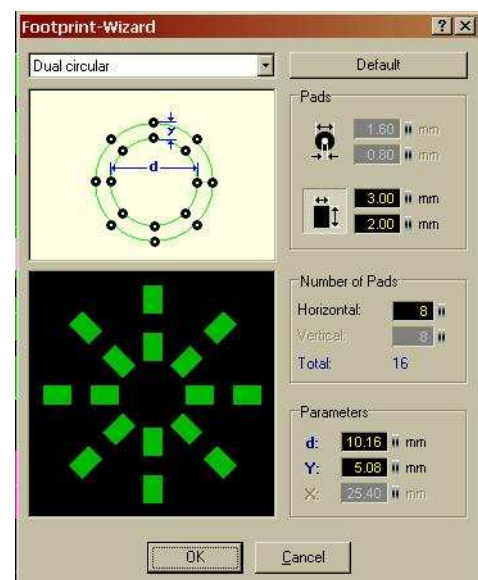 Footprint-Wizard
Dual circular
Default
y
d
Pads
1.60 mm
0.80 mm
3.00 mm
2.00 mm
Number of Pads
Horizontal: 8
Vertical: 8
Total: 16
Parameters
d: 10.16 mm
Y: 5.08 mm
X: 25.40 mm
OK Cancel